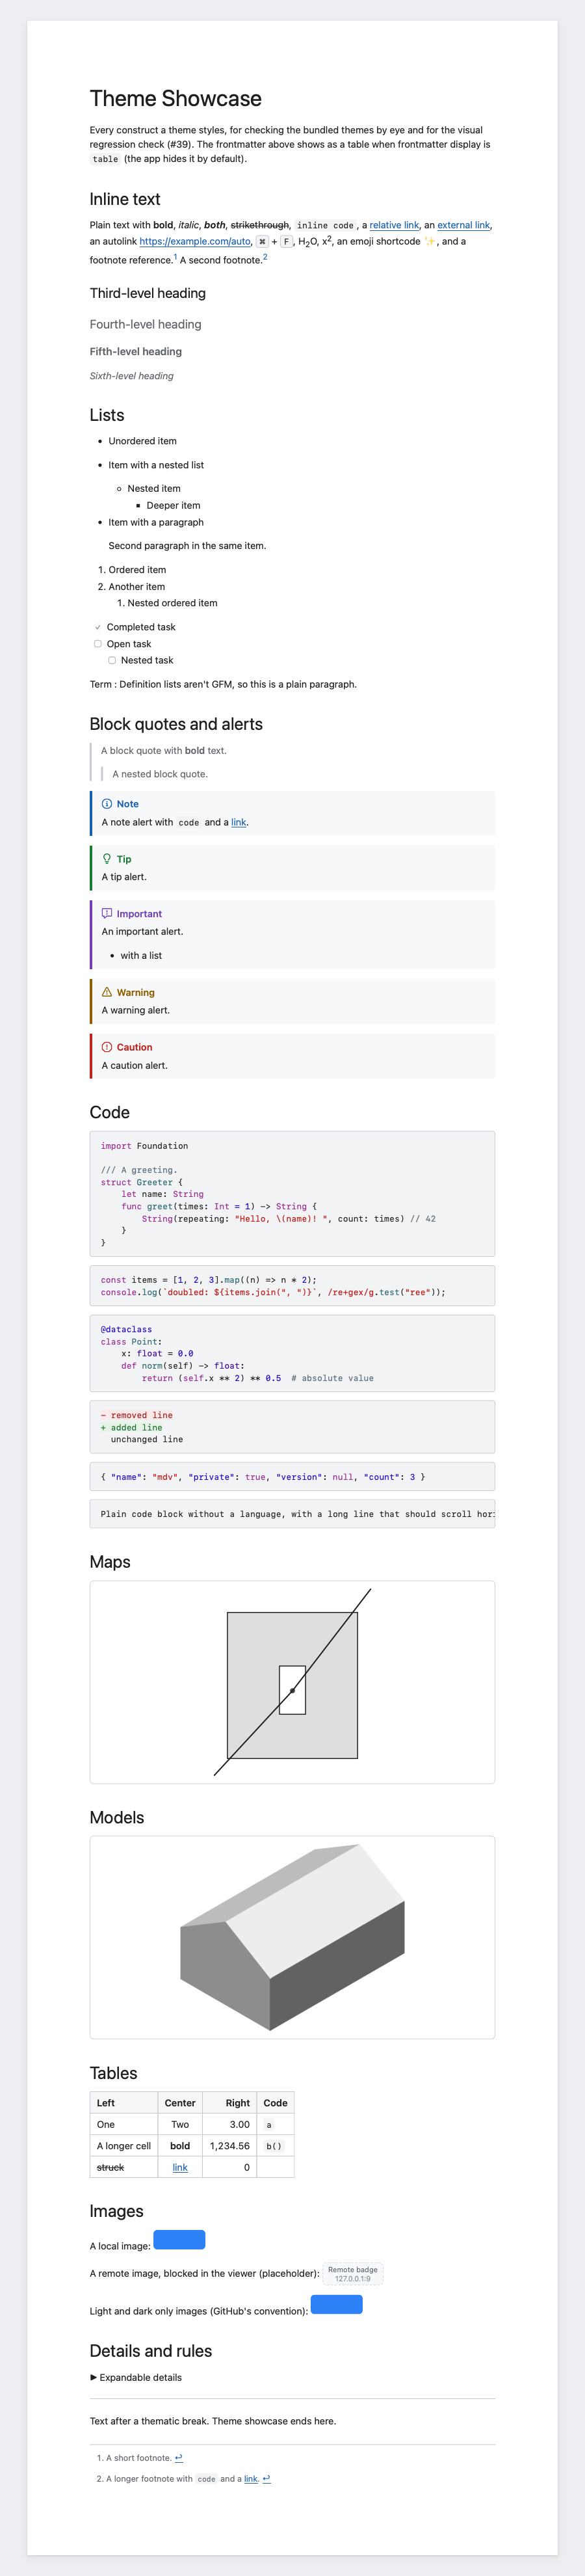 Theme Showcase
Every construct a theme styles, for checking the bundled themes by eye and for the visual
regression check (#39). The frontmatter above shows as a table when frontmatter display is
table (the app hides it by default).
Inline text
Plain text with bold, italic, both, strikethrough, inline code, a relative link, an external link,
an autolink https://example.com/auto, ⌘ + F, H2O, x2, an emoji shortcode ✨, and a
footnote reference.1 A second footnote.2
Third-level heading
Fourth-level heading
Fifth-level heading
Sixth-level heading
Lists
• Unordered item
• Item with a nested list
◦ Nested item
▪ Deeper item
• Item with a paragraph
Second paragraph in the same item.
1. Ordered item
2. Another item
1. Nested ordered item
Completed task
Open task
Nested task
Term : Definition lists aren't GFM, so this is a plain paragraph.
Block quotes and alerts
A block quote with bold text.
A nested block quote.
Note
A note alert with code and a link.
Tip
A tip alert.
Important
An important alert.
• with a list
Warning
A warning alert.
Caution
A caution alert.
Code
import Foundation
/// A greeting.
struct Greeter {
let name: String
func greet(times: Int = 1) -> String {
String(repeating: "Hello, \(name)! ", count: times) // 42
}
}
const items = [1, 2, 3].map((n) => n * 2);
console.log(`doubled: ${items.join(", ")}`, /re+gex/g.test("ree"));
@dataclass
class Point:
x: float = 0.0
def norm(self) -> float:
return (self.x ** 2) ** 0.5  # absolute value
- removed line
+ added line
unchanged line
{ "name": "mdv", "private": true, "version": null, "count": 3 }
Plain code block without a language, with a long line that should scroll hori
Maps
Models
Tables
Left Center Right Code
One Two 3.00 a
A longer cell bold 1,234.56 b()
struck link 0
Images
A local image:
A remote image, blocked in the viewer (placeholder): Remote badge
127.0.0.1:9
Light and dark only images (GitHub's convention):
Details and rules
▶ Expandable details
Text after a thematic break. Theme showcase ends here.
1. A short footnote. ↩
2. A longer footnote with code and a link. ↩